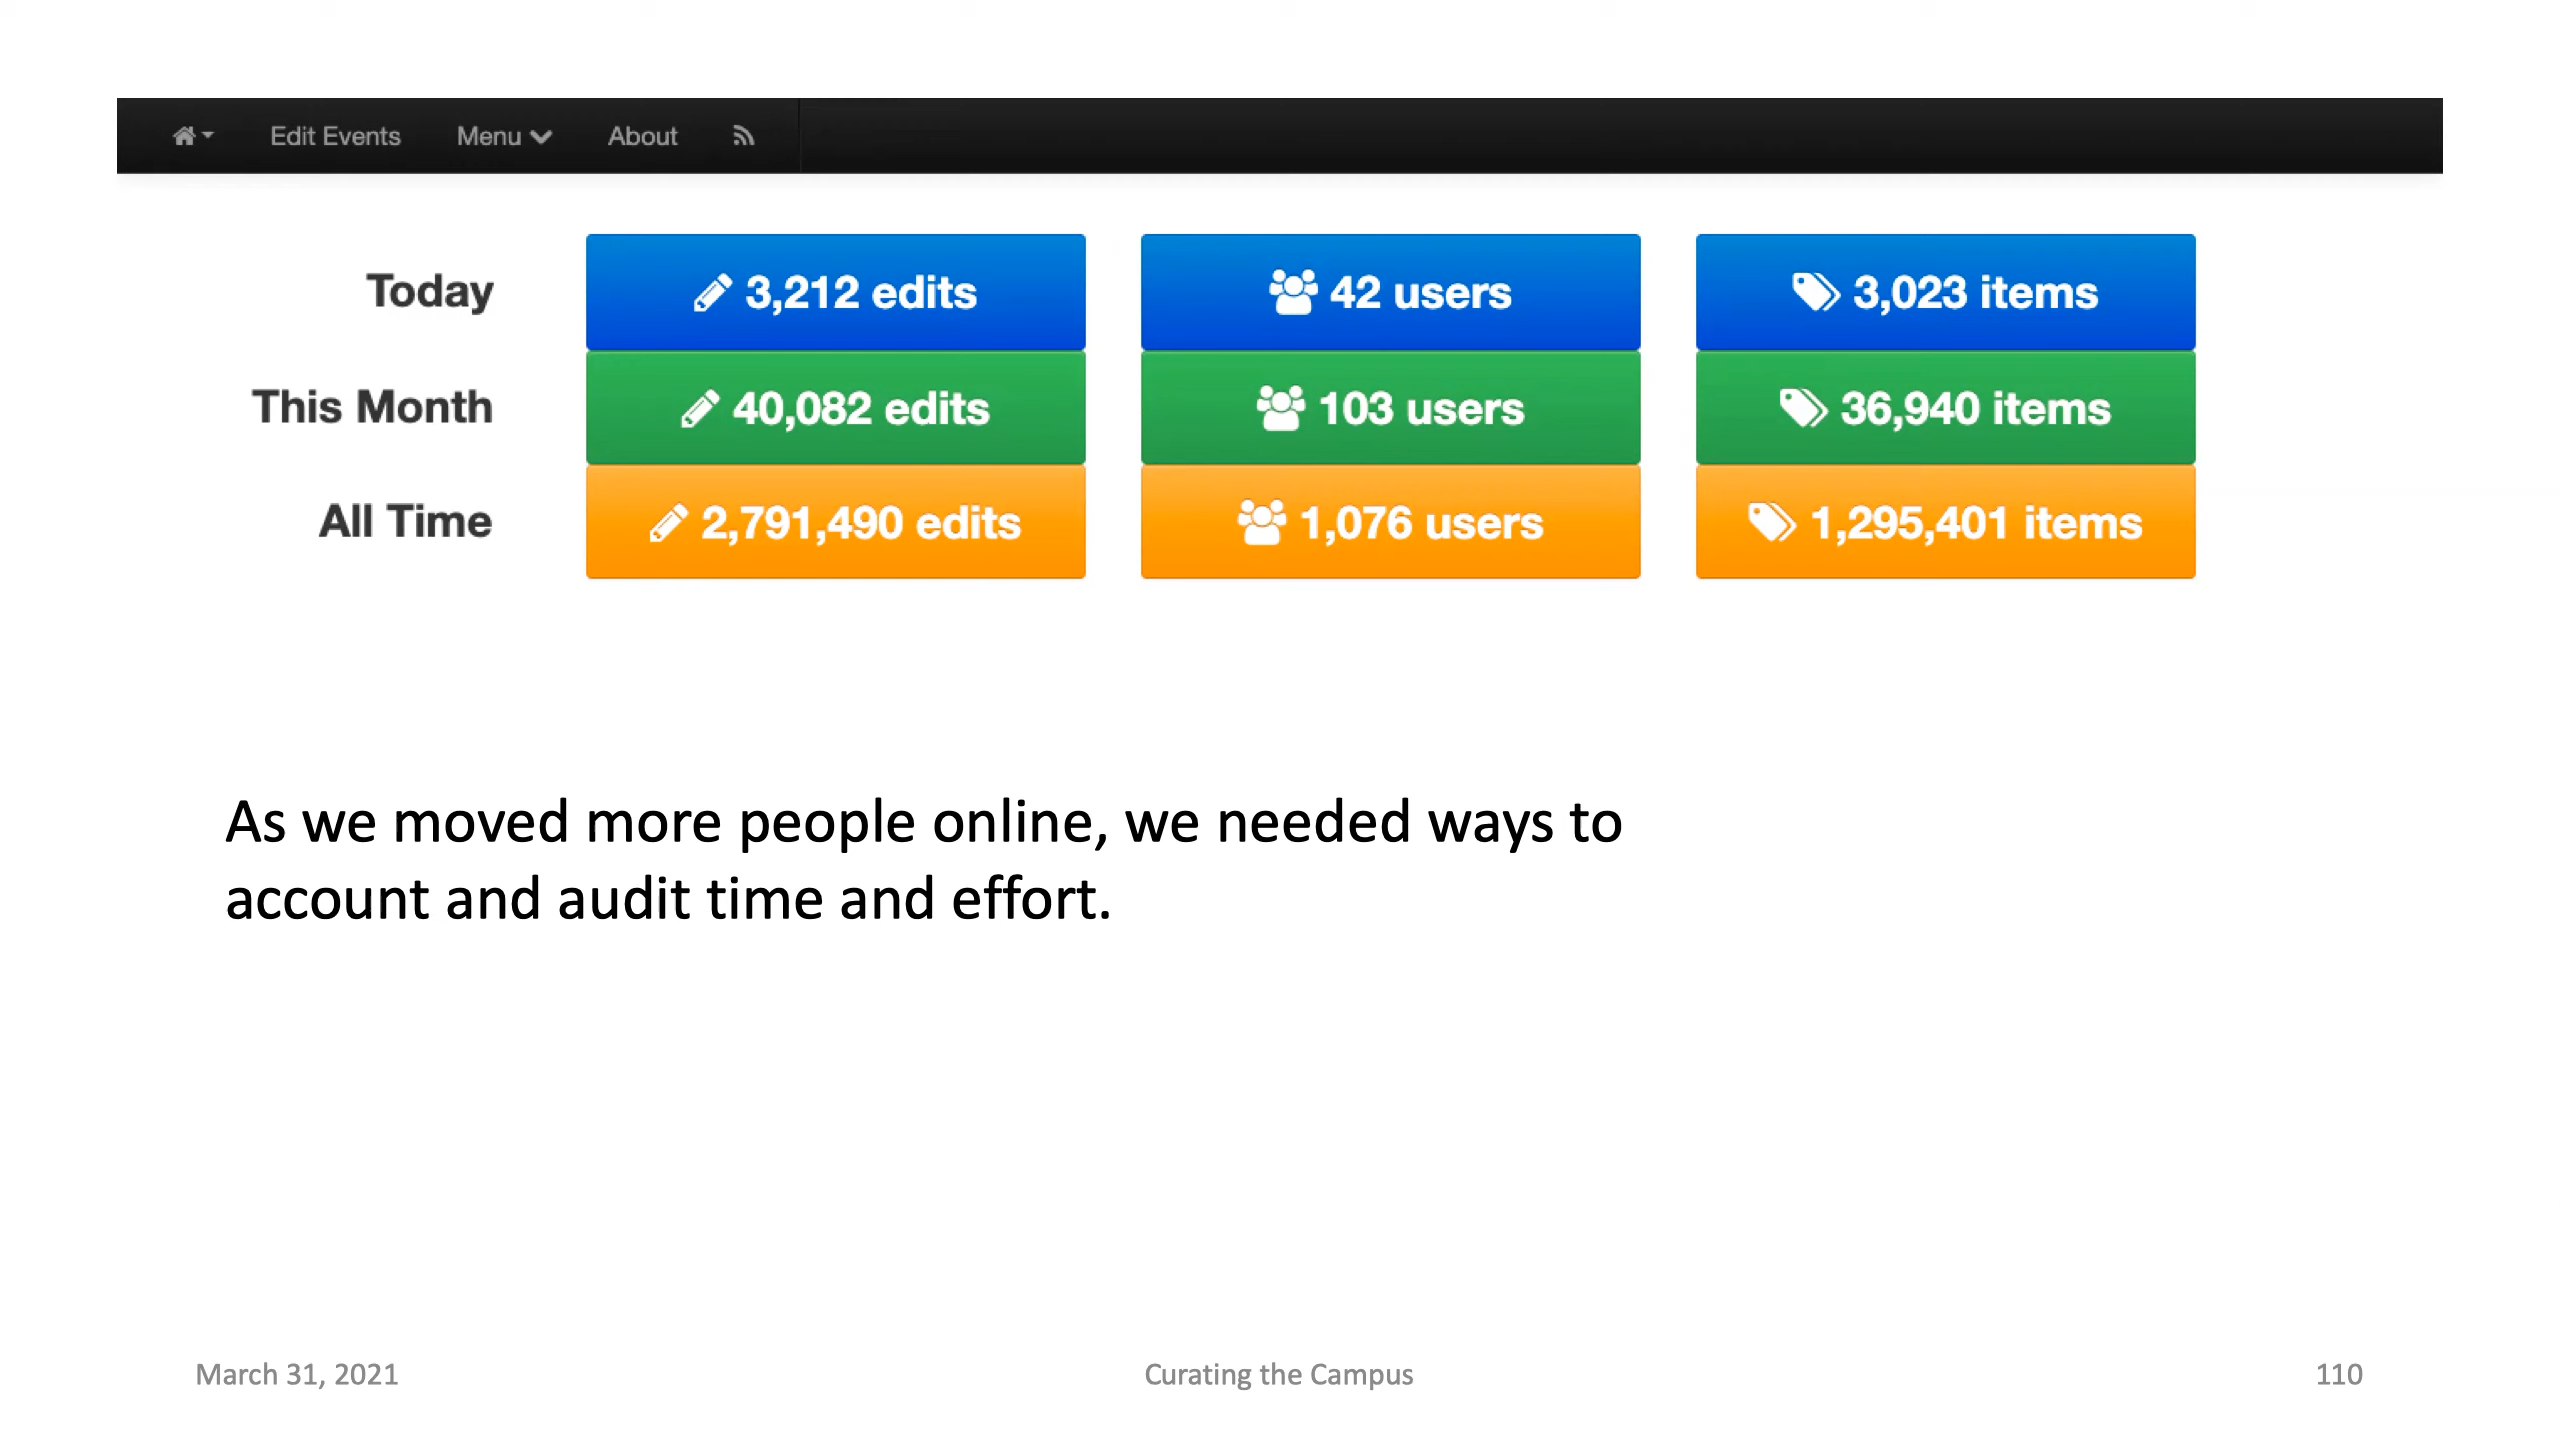 Edit Events Menu About
Today 3,212 edits 42 users 3,023 items
This Month 40,082 edits 103 users 36,940 items
All Time 2,791,490 edits 1,076 users 1,295,401 items
As we moved more people online, we needed ways to
account and audit time and effort.
March 31, 2021 Curating the Campus 110